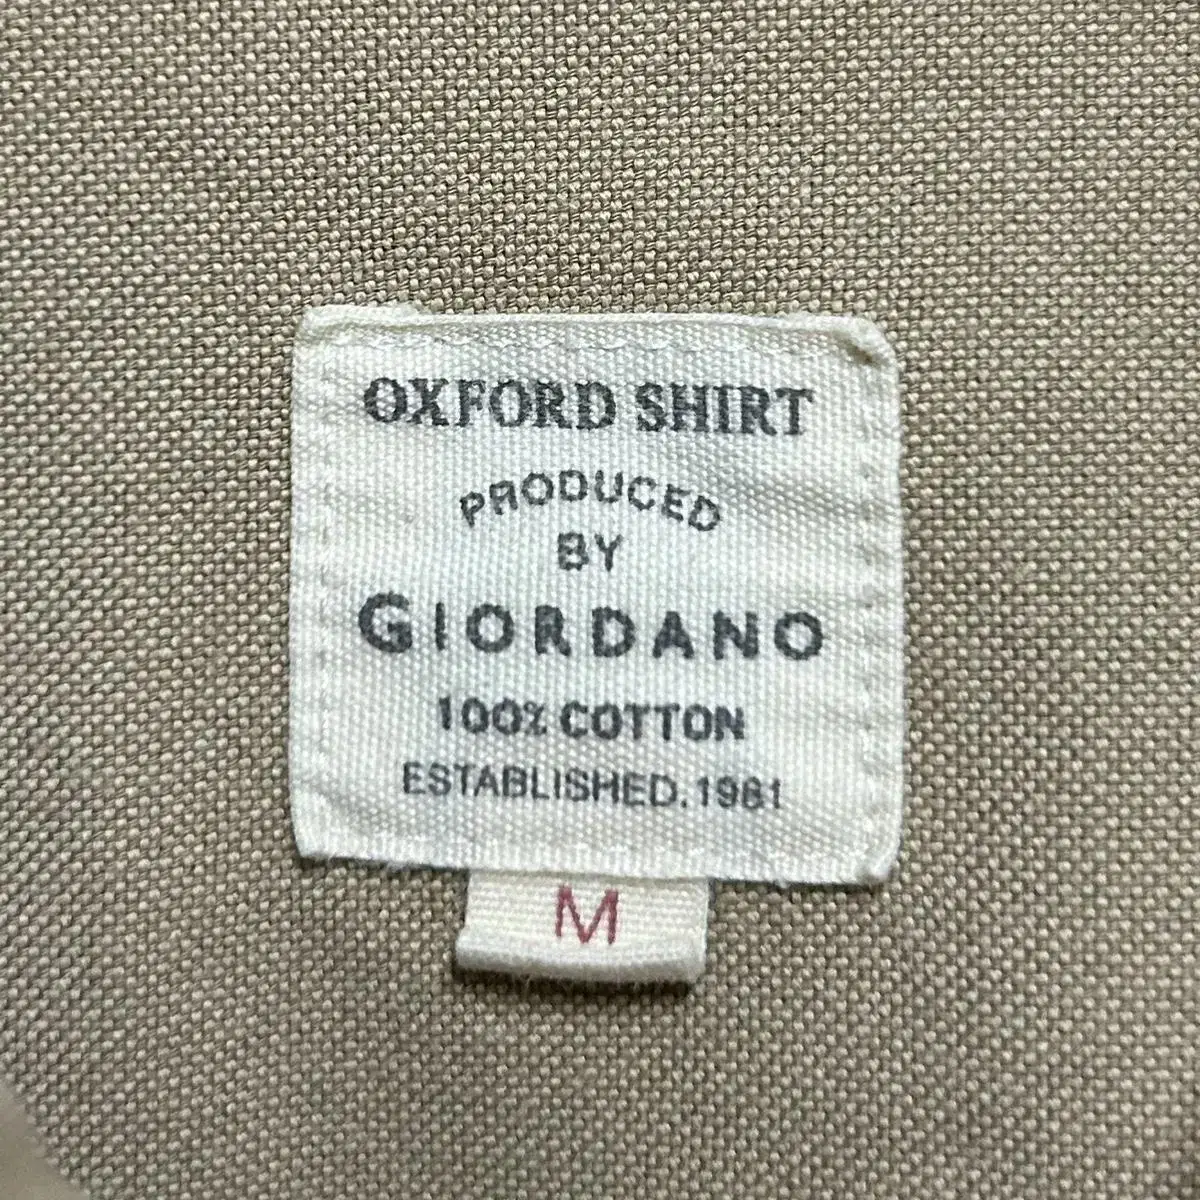 OXFORD SHIRT
PRODUCED
BY
GIORDANO
100% COTTON
ESTABLISHED.1981
M